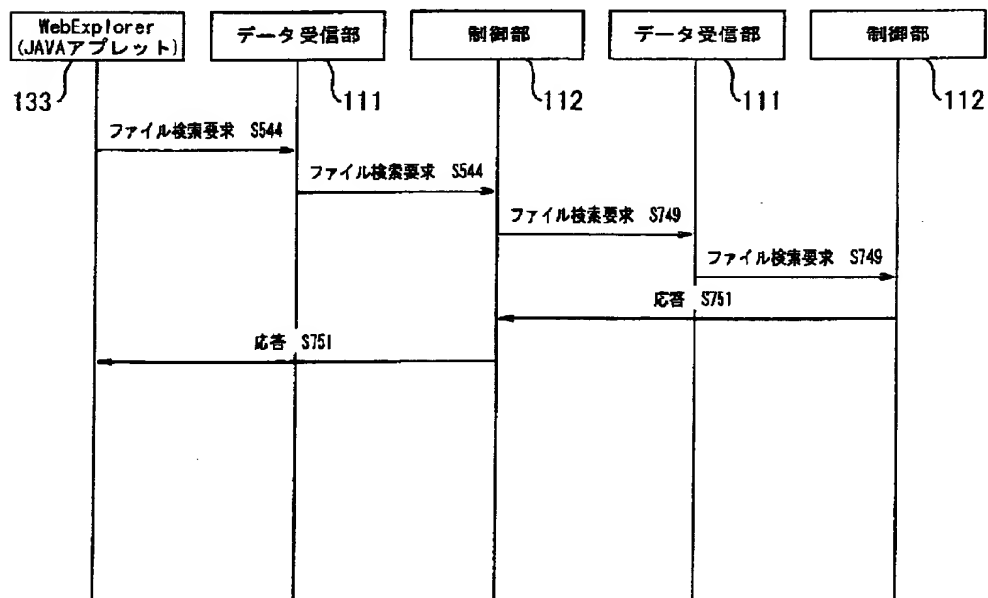 WebExplorer
(JAVAアプレット)
データ受信部
制御部
データ受信部
制御部
133
111
112
111
112
ファイル検索要求 S544
ファイル検索要求 S544
ファイル検索要求 S749
ファイル検索要求 S749
応答 S751
応答 S751